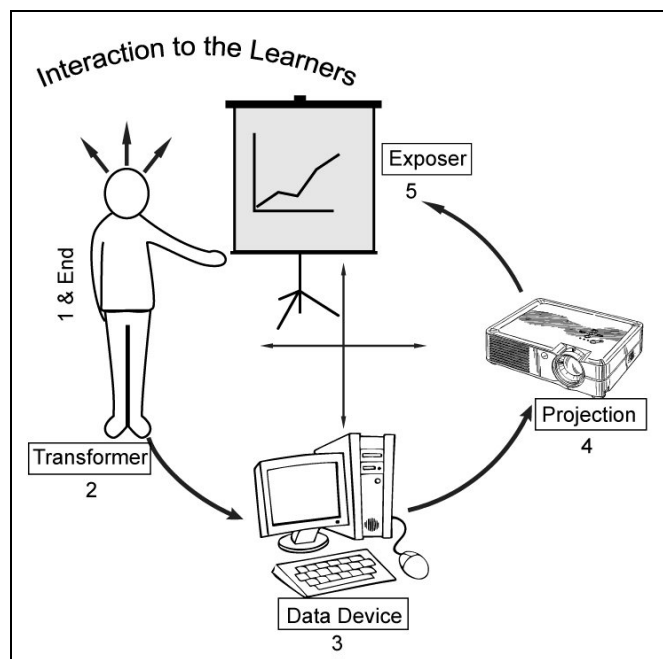 Interaction to the Learners
Exposer
5
1 & End
Projection
4
Transformer
2
Data Device
3